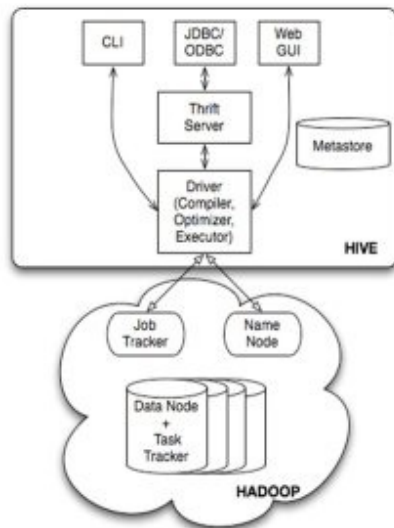 CLI
JDBC/
ODBC
Web
GUI
Thrift
Server
Metastore
Driver
(Compiler,
Optimizer,
Executor)
HIVE
Job
Tracker
Name
Node
Data Node
+
Task
Tracker
HADOOP